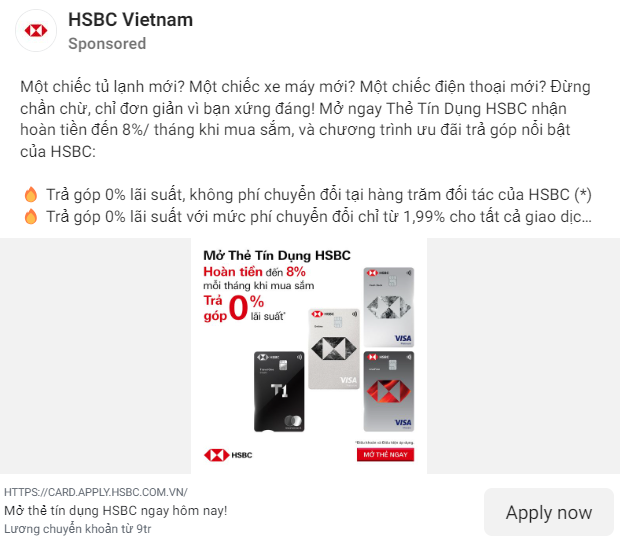 HSBC Vietnam
Sponsored
Một chiếc tủ lạnh mới? Một chiếc xe máy mới? Một chiếc điện thoại mới? Đừng
chần chừ, chỉ đơn giản vì bạn xứng đáng! Mở ngay Thẻ Tín Dụng HSBC nhận
hoàn tiền đến 8%/ tháng khi mua sắm, và chương trình ưu đãi trả góp nổi bật
của HSBC:
🔥 Trả góp 0% lãi suất, không phí chuyển đổi tại hàng trăm đối tác của HSBC (*)
🔥 Trả góp 0% lãi suất với mức phí chuyển đổi chỉ từ 1,99% cho tất cả giao dịc...
Mở Thẻ Tín Dụng HSBC
Hoàn tiền đến 8%
mỗi tháng khi mua sắm
Trả góp 0% lãi suất*
HSBC
VISA
HSBC
VISA
HSBC
T1
HSBC
VISA
HSBC
*Điều khoản và Điều kiện áp dụng
MỞ THẺ NGAY
HTTPS://CARD.APPLY.HSBC.COM.VN/
Mở thẻ tín dụng HSBC ngay hôm nay!
Lương chuyển khoản từ 9tr
Apply now